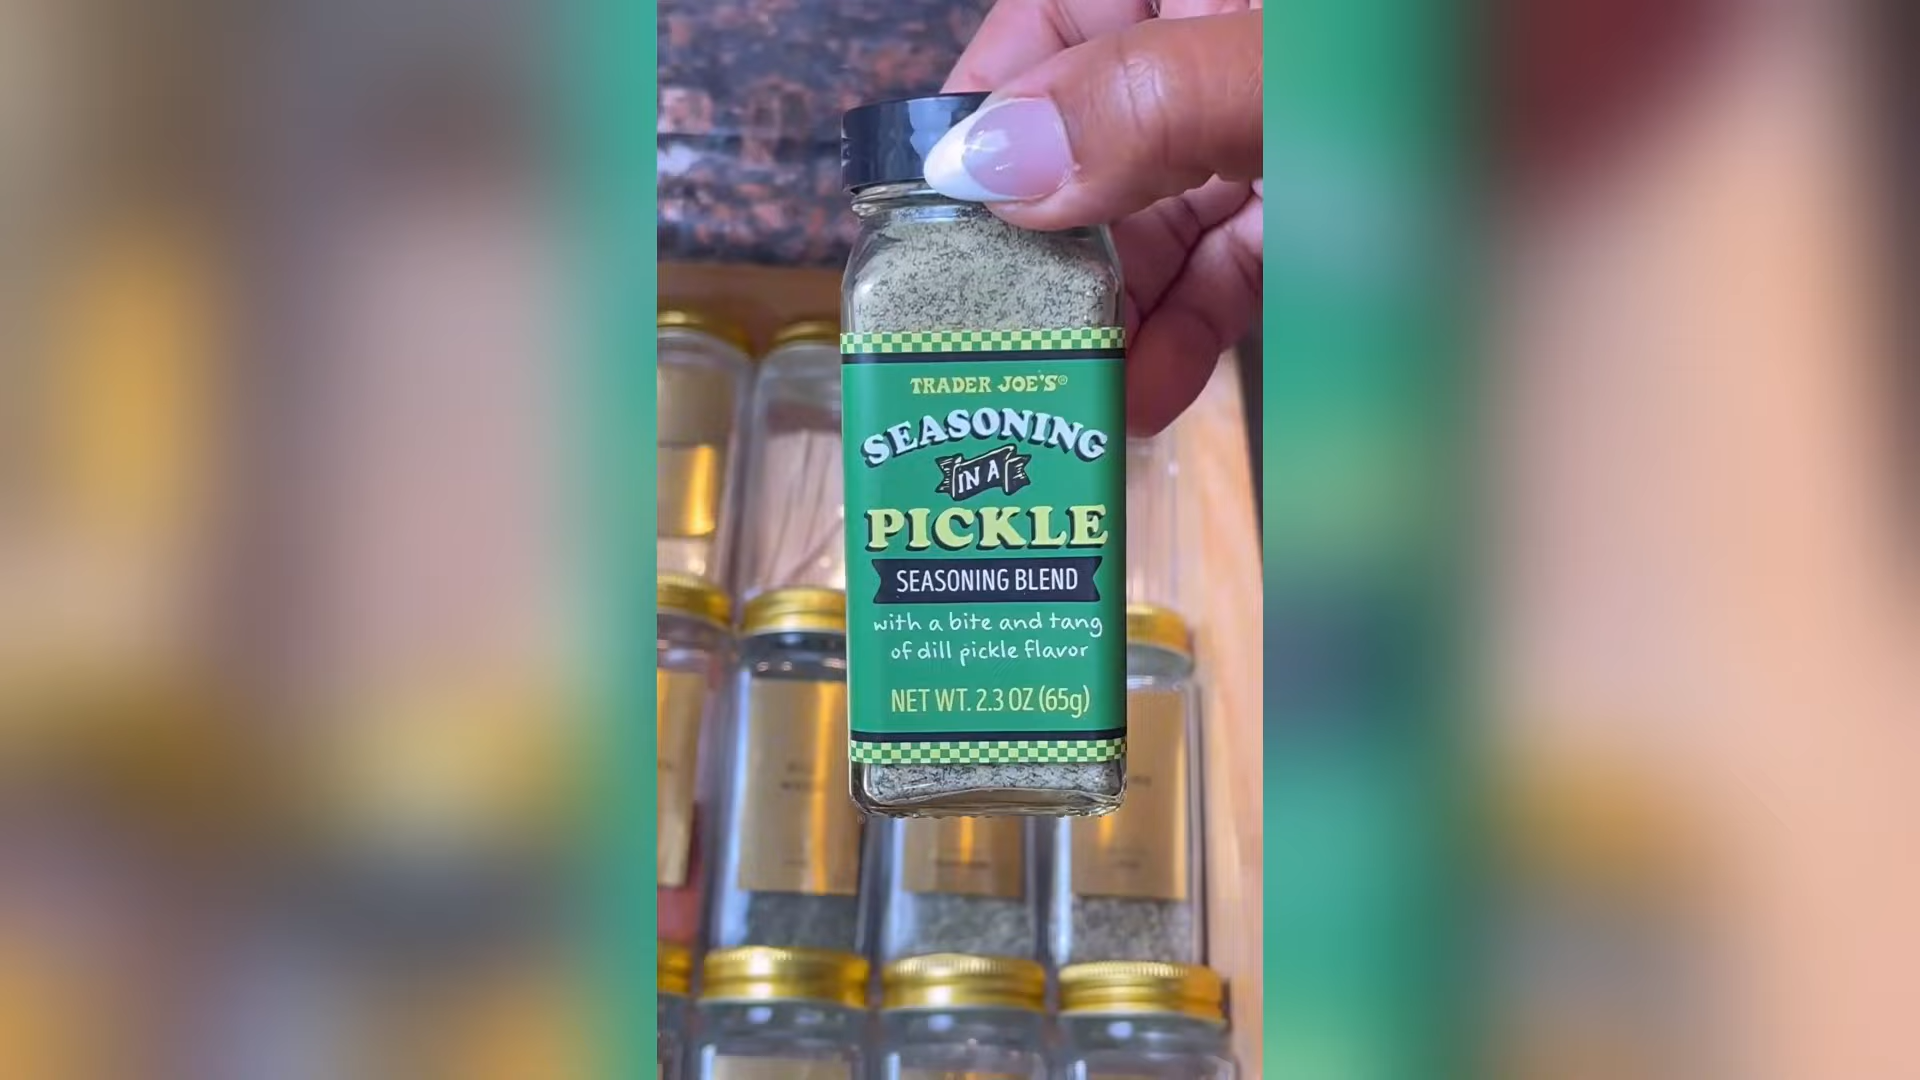 TRADER JOE'S®
SEASONING
IN A
PICKLE
SEASONING BLEND
with a bite and tang
of dill pickle flavor
NET WT. 2.3 OZ (65g)